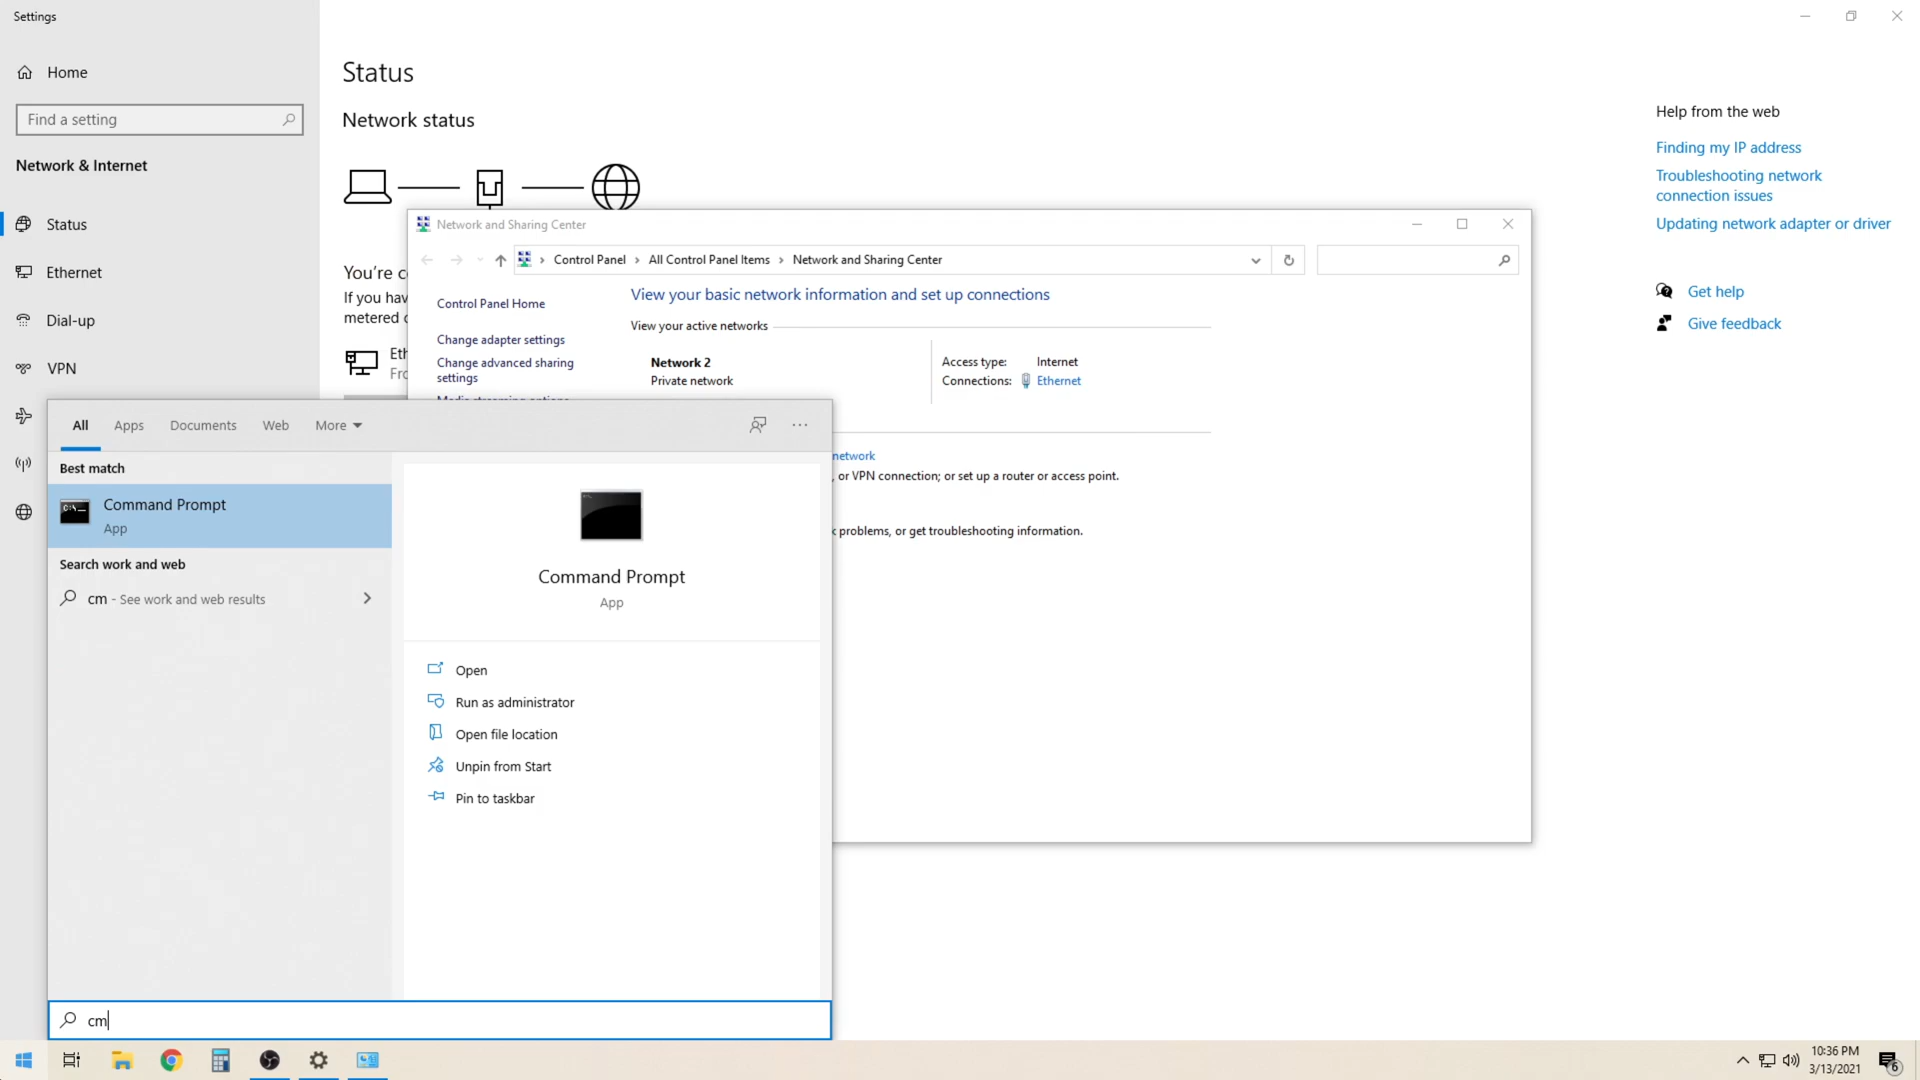 Settings
Home
Find a setting
Network & Internet
Status
Ethernet
Dial-up
VPN
Status
Network status
You're c
If you hav
metered c
Eth
Fro
Help from the web
Finding my IP address
Troubleshooting network
connection issues
Updating network adapter or driver
Get help
Give feedback
Network and Sharing Center
Control Panel › All Control Panel Items › Network and Sharing Center
Control Panel Home
Change adapter settings
Change advanced sharing
settings
Media streaming options
View your basic network information and set up connections
View your active networks
Network 2
Private network
Access type: Internet
Connections: Ethernet
network
, or VPN connection; or set up a router or access point.
k problems, or get troubleshooting information.
All Apps Documents Web More
Best match
Command Prompt
App
Search work and web
cm - See work and web results
Command Prompt
App
Open
Run as administrator
Open file location
Unpin from Start
Pin to taskbar
cm
10:36 PM
3/13/2021
6